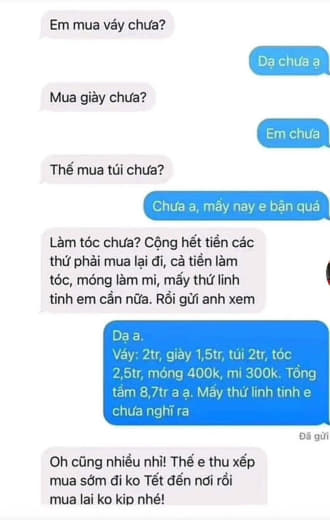 Em mua váy chưa?
Dạ chưa ạ
Mua giày chưa?
Em chưa
Thế mua túi chưa?
Chưa a, mấy nay e bận quá
Làm tóc chưa? Cộng hết tiền các
thứ phải mua lại đi, cả tiền làm
tóc, móng làm mi, mấy thứ linh
tinh em cần nữa. Rồi gửi anh xem
Dạ a.
Váy: 2tr, giày 1,5tr, túi 2tr, tóc
2,5tr, móng 400k, mi 300k. Tổng
tầm 8,7tr a ạ. Mấy thứ linh tinh e
chưa nghĩ ra
Đã gửi
Oh cũng nhiều nhỉ! Thế e thu xếp
mua sớm đi ko Tết đến nơi rồi
mua lại ko kịp nhé!